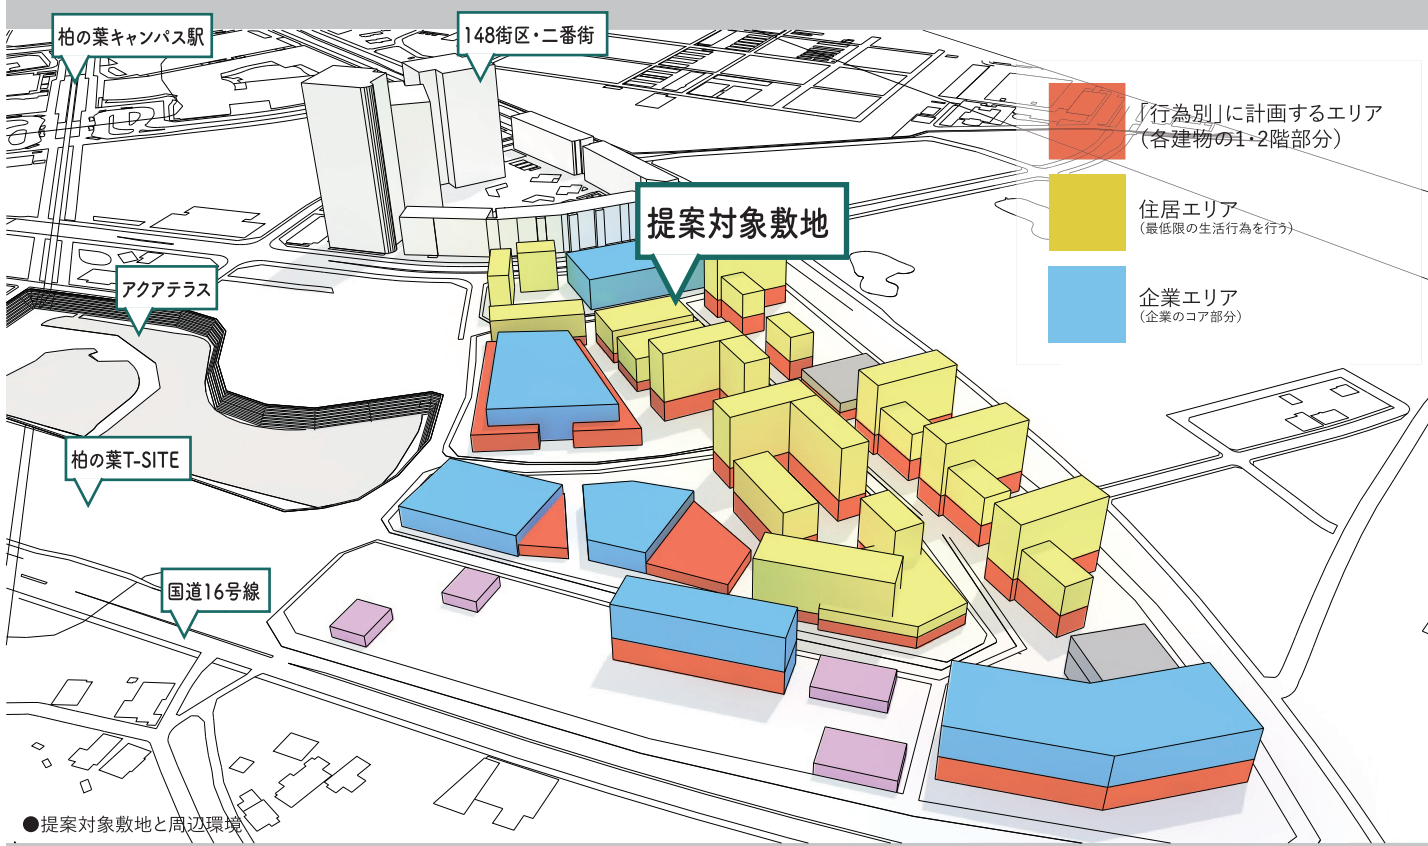 柏の葉キャンパス駅
148街区・二番街
「行為別」に計画するエリア
(各建物の1・2階部分)
住居エリア
(最低限の生活行為を行う)
提案対象敷地
アクアテラス
企業エリア
(企業のコア部分)
柏の葉T-SITE
国道16号線
●提案対象敷地と周辺環境